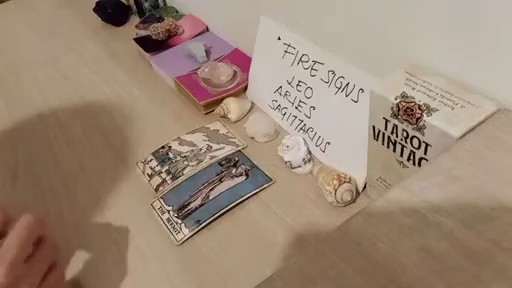 FIRE SIGNS
LEO
ARIES
SAGITTARIUS
TAROT
VINTAG
THE HERMIT